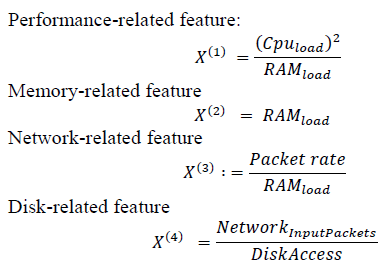 Performance-related feature:
X^(1) = (Cpu_load)^2 / RAM_load
Memory-related feature
X^(2) = RAM_load
Network-related feature
X^(3) := Packet rate / RAM_load
Disk-related feature
X^(4) = Network_InputPackets / DiskAccess